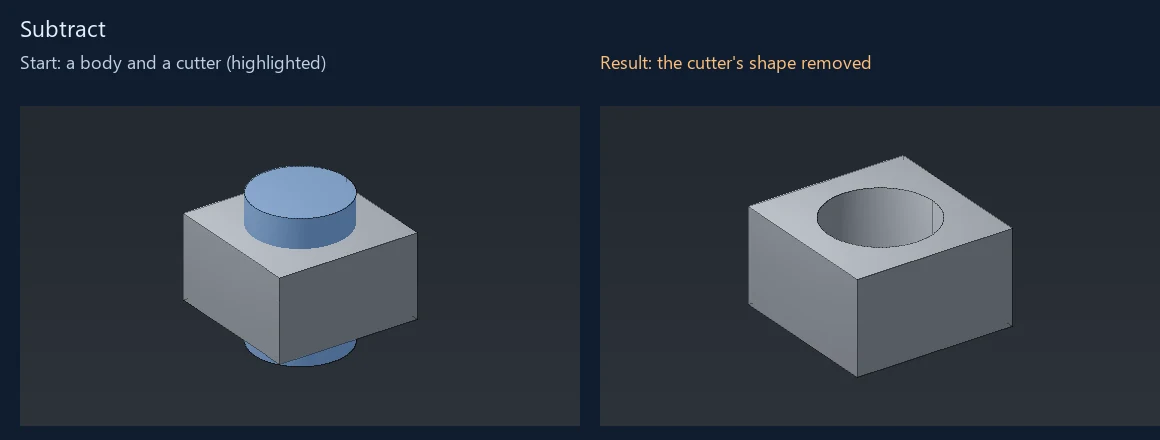 Subtract
Start: a body and a cutter (highlighted)
Result: the cutter's shape removed